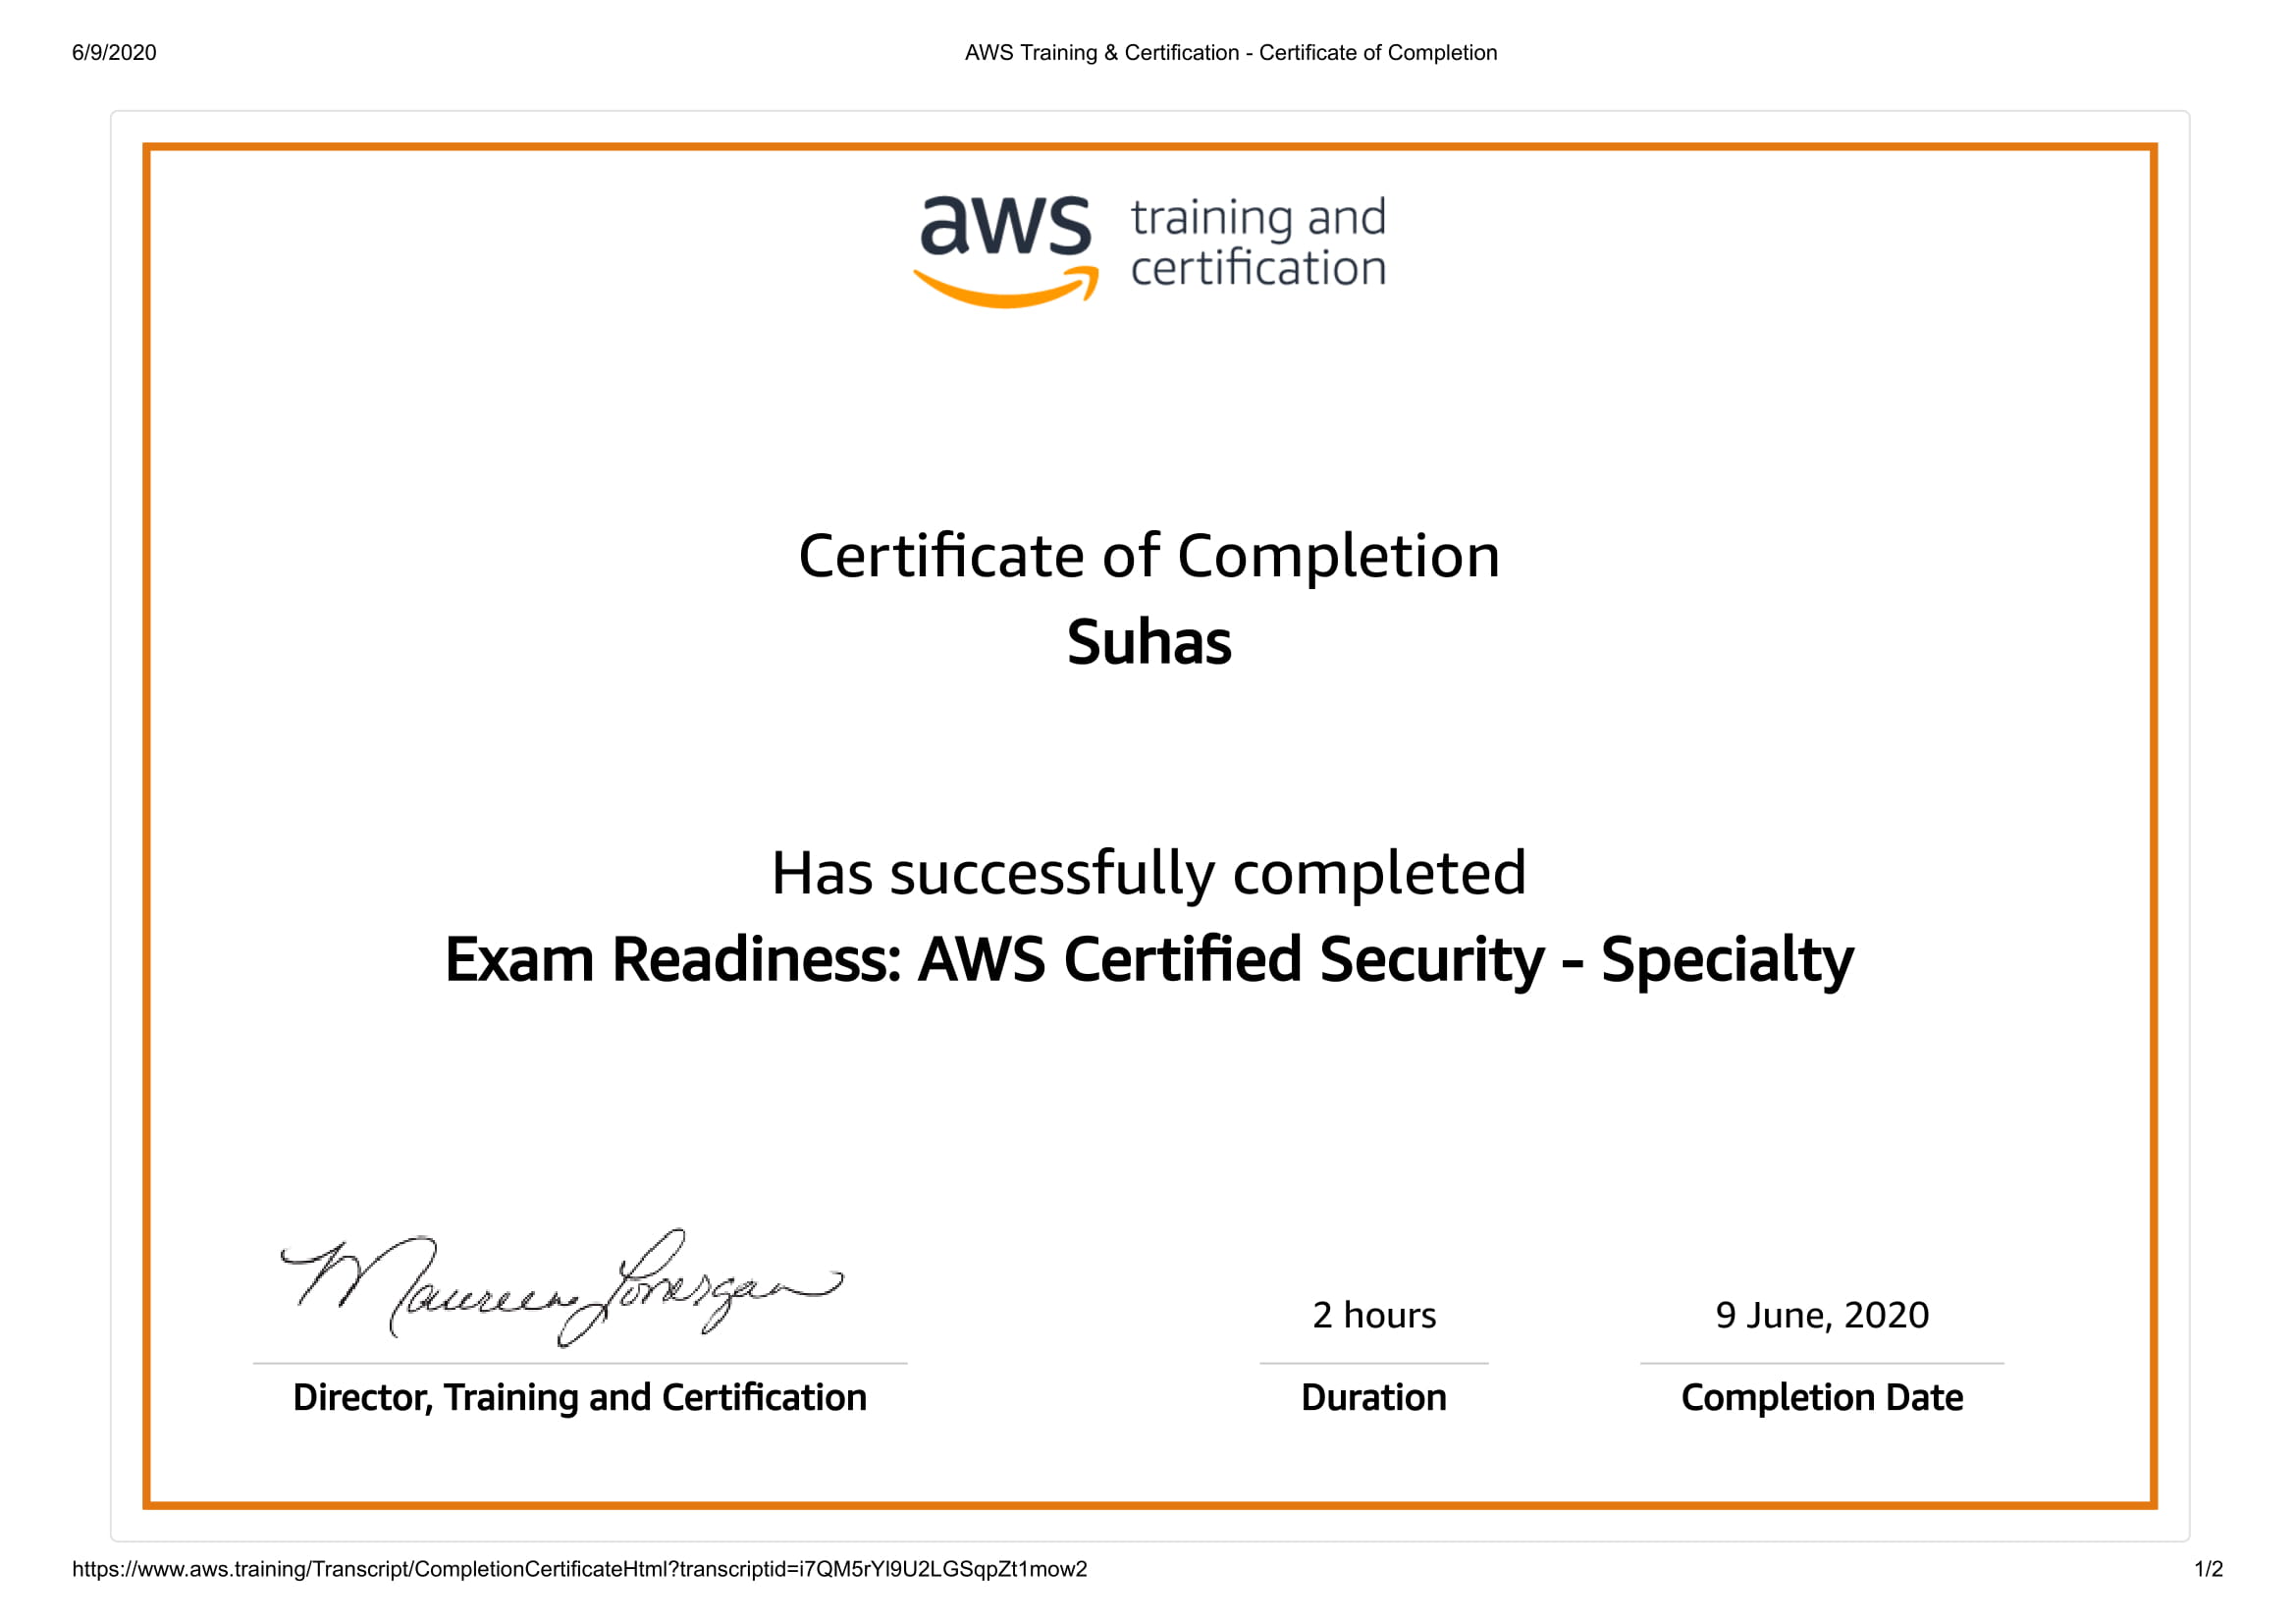 6/9/2020
AWS Training & Certification - Certificate of Completion
aws
training and
certification
Certificate of Completion
Suhas
Has successfully completed
Exam Readiness: AWS Certified Security - Specialty
Maureen Lonergan
2 hours
9 June, 2020
Director, Training and Certification
Duration
Completion Date
https://www.aws.training/Transcript/CompletionCertificateHtml?transcriptid=i7QM5rYl9U2LGSqpZt1mow2
1/2